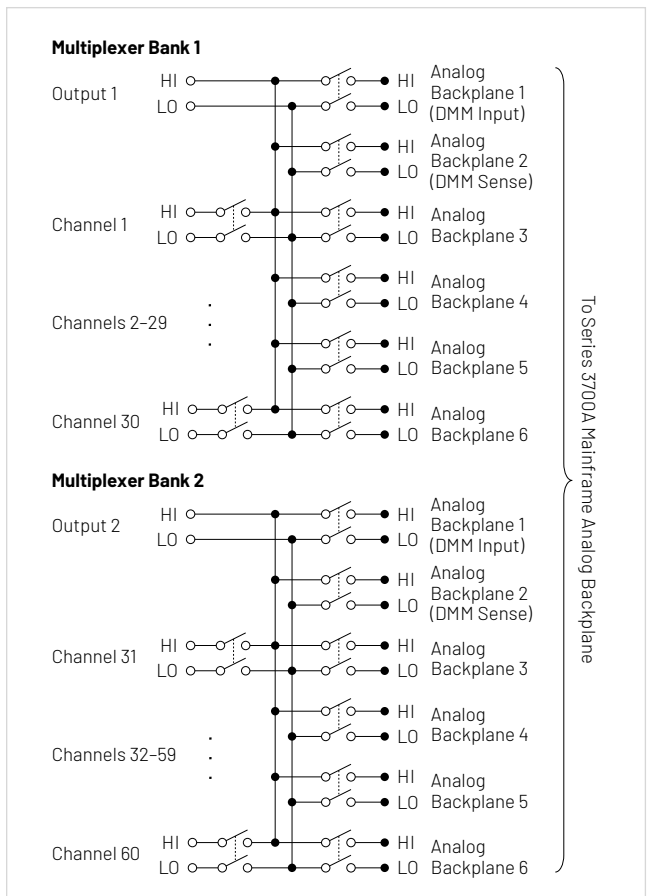 Multiplexer Bank 1
Output 1
HI
LO
HI
LO
Analog
Backplane 1
(DMM Input)
HI
LO
Analog
Backplane 2
(DMM Sense)
Channel 1
HI
LO
HI
LO
Analog
Backplane 3
Channels 2–29
HI
LO
Analog
Backplane 4
HI
LO
Analog
Backplane 5
Channel 30
HI
LO
HI
LO
Analog
Backplane 6
Multiplexer Bank 2
Output 2
HI
LO
HI
LO
Analog
Backplane 1
(DMM Input)
HI
LO
Analog
Backplane 2
(DMM Sense)
Channel 31
HI
LO
HI
LO
Analog
Backplane 3
Channels 32–59
HI
LO
Analog
Backplane 4
HI
LO
Analog
Backplane 5
Channel 60
HI
LO
HI
LO
Analog
Backplane 6
To Series 3700A Mainframe Analog Backplane